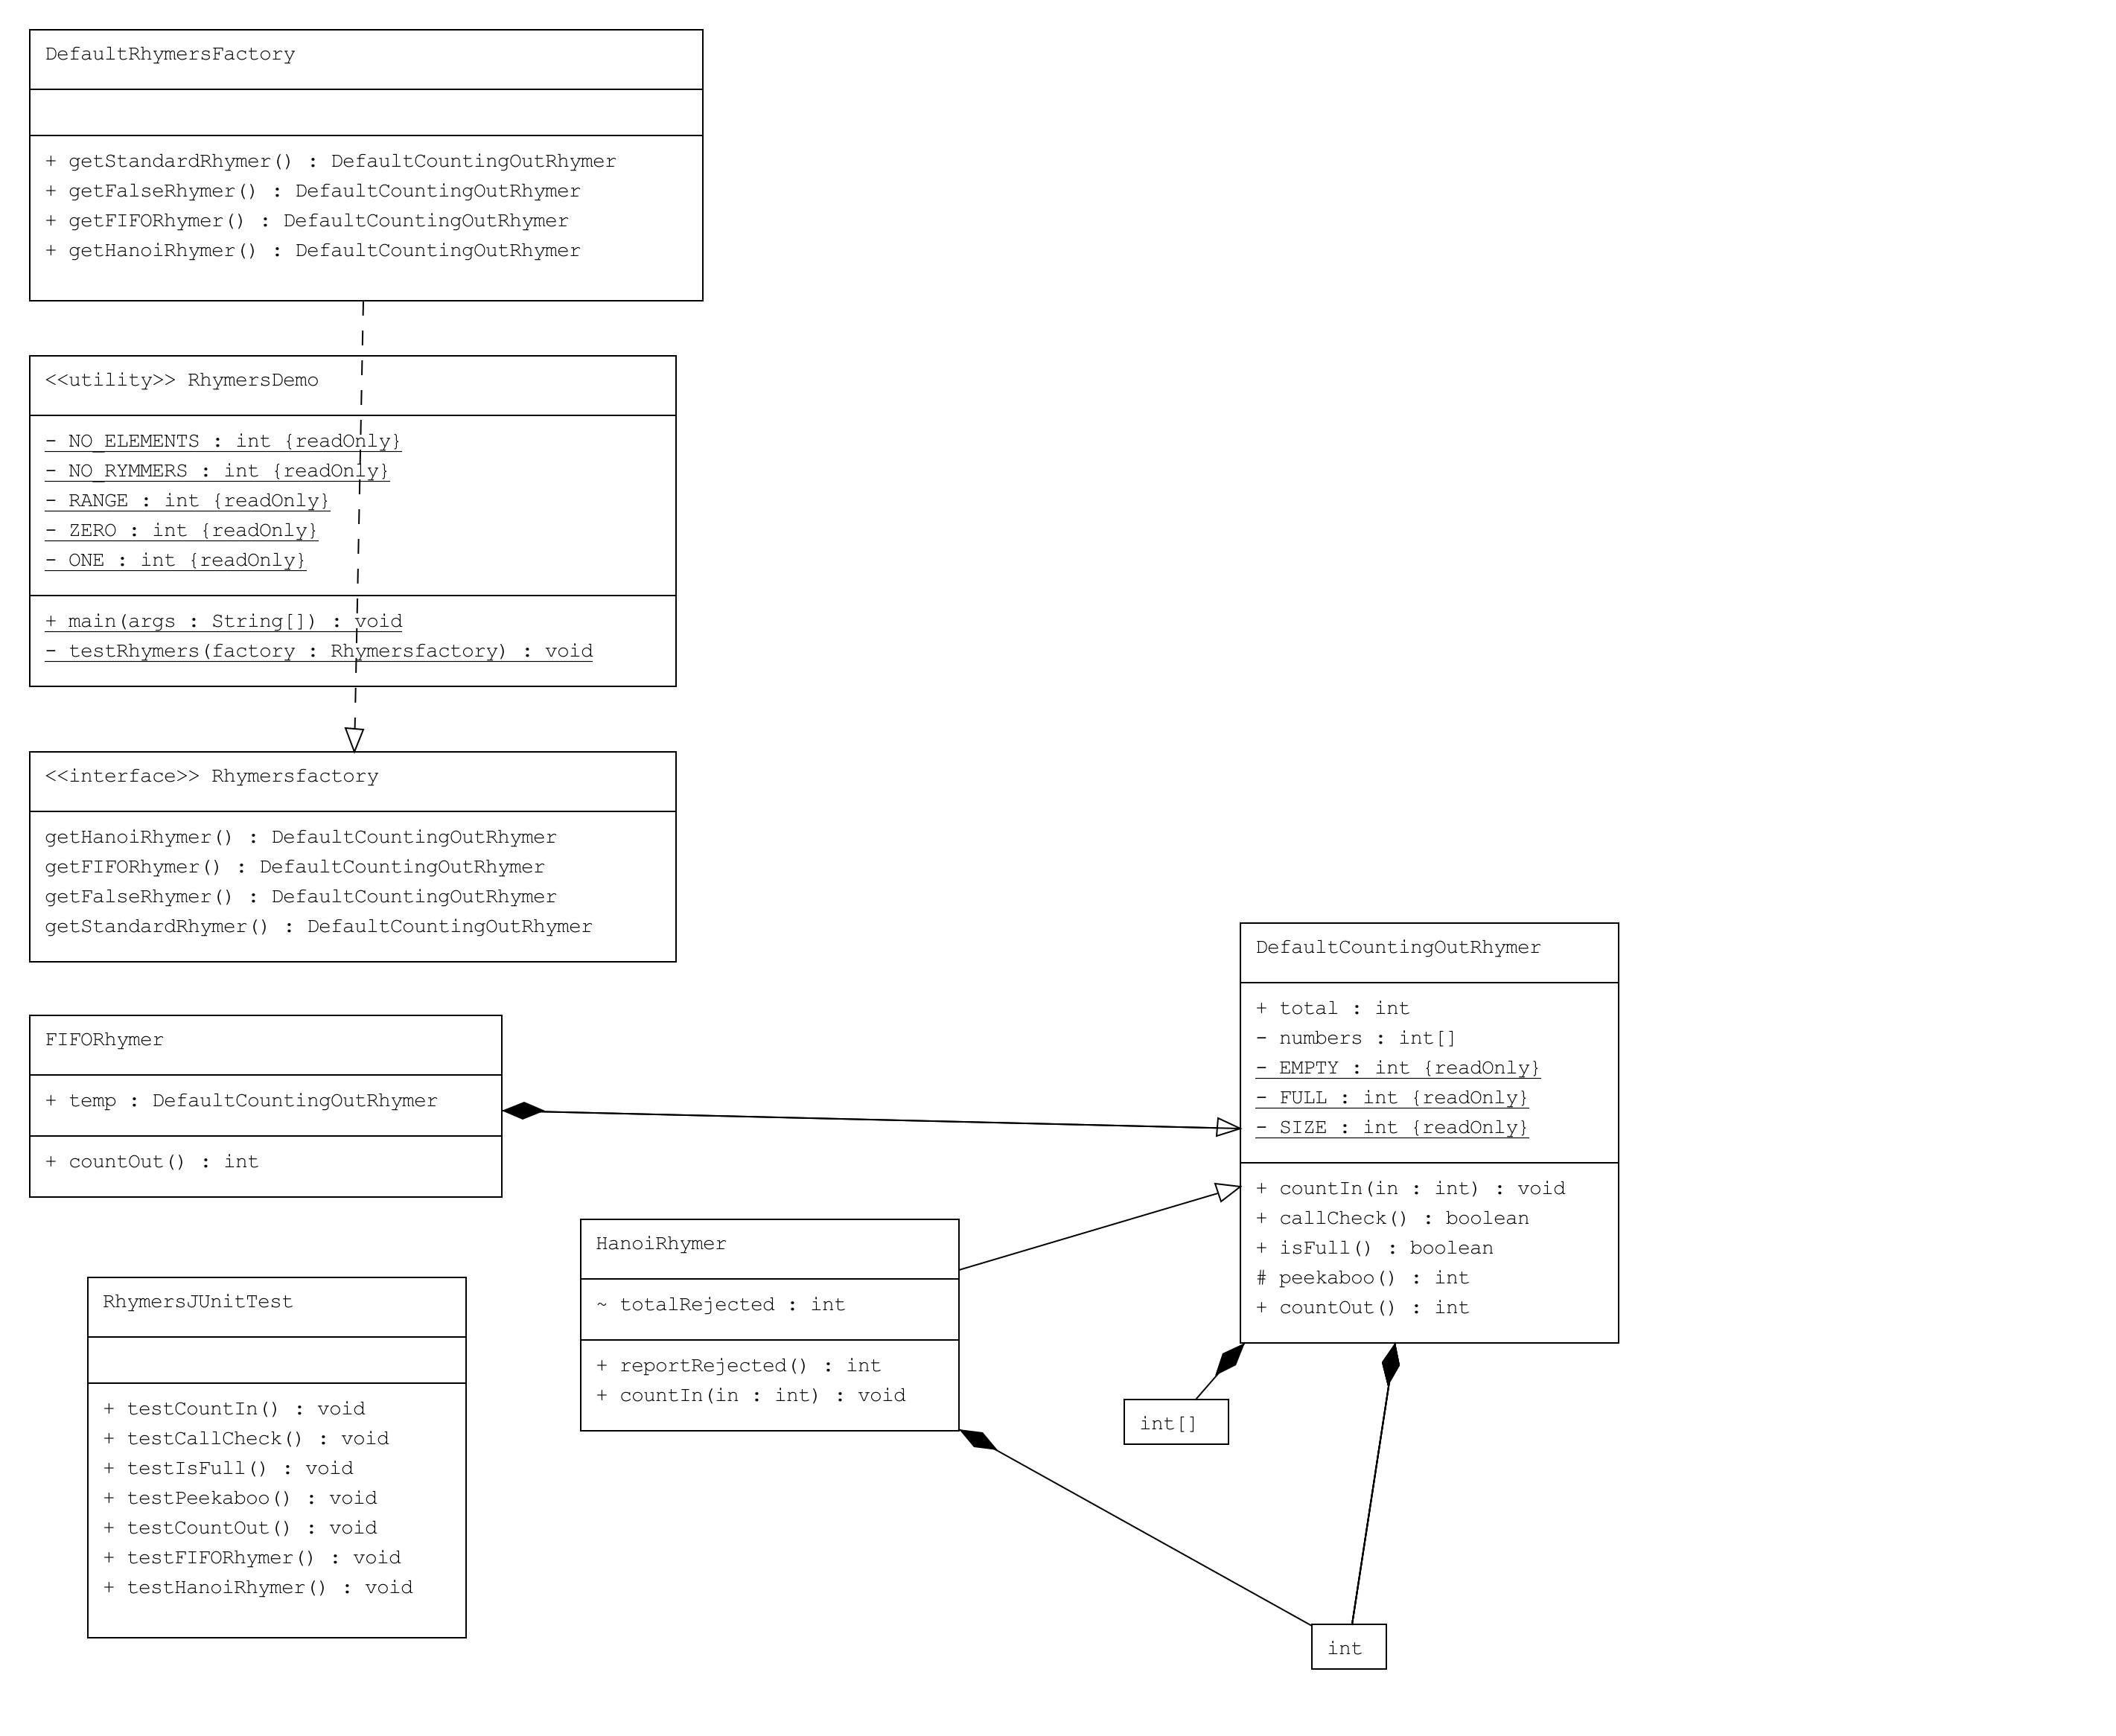 DefaultRhymersFactory
+ getStandardRhymer() : DefaultCountingOutRhymer
+ getFalseRhymer() : DefaultCountingOutRhymer
+ getFIFORhymer() : DefaultCountingOutRhymer
+ getHanoiRhymer() : DefaultCountingOutRhymer
<<utility>> RhymersDemo
- NO_ELEMENTS : int {readOnly}
- NO_RYMMERS : int {readOnly}
- RANGE : int {readOnly}
- ZERO : int {readOnly}
- ONE : int {readOnly}
+ main(args : String[]) : void
- testRhymers(factory : Rhymersfactory) : void
<<interface>> Rhymersfactory
getHanoiRhymer() : DefaultCountingOutRhymer
getFIFORhymer() : DefaultCountingOutRhymer
getFalseRhymer() : DefaultCountingOutRhymer
getStandardRhymer() : DefaultCountingOutRhymer
FIFORhymer
+ temp : DefaultCountingOutRhymer
+ countOut() : int
DefaultCountingOutRhymer
+ total : int
- numbers : int[]
- EMPTY : int {readOnly}
- FULL : int {readOnly}
- SIZE : int {readOnly}
+ countIn(in : int) : void
+ callCheck() : boolean
+ isFull() : boolean
# peekaboo() : int
+ countOut() : int
HanoiRhymer
~ totalRejected : int
+ reportRejected() : int
+ countIn(in : int) : void
RhymersJUnitTest
+ testCountIn() : void
+ testCallCheck() : void
+ testIsFull() : void
+ testPeekaboo() : void
+ testCountOut() : void
+ testFIFORhymer() : void
+ testHanoiRhymer() : void
int[]
int